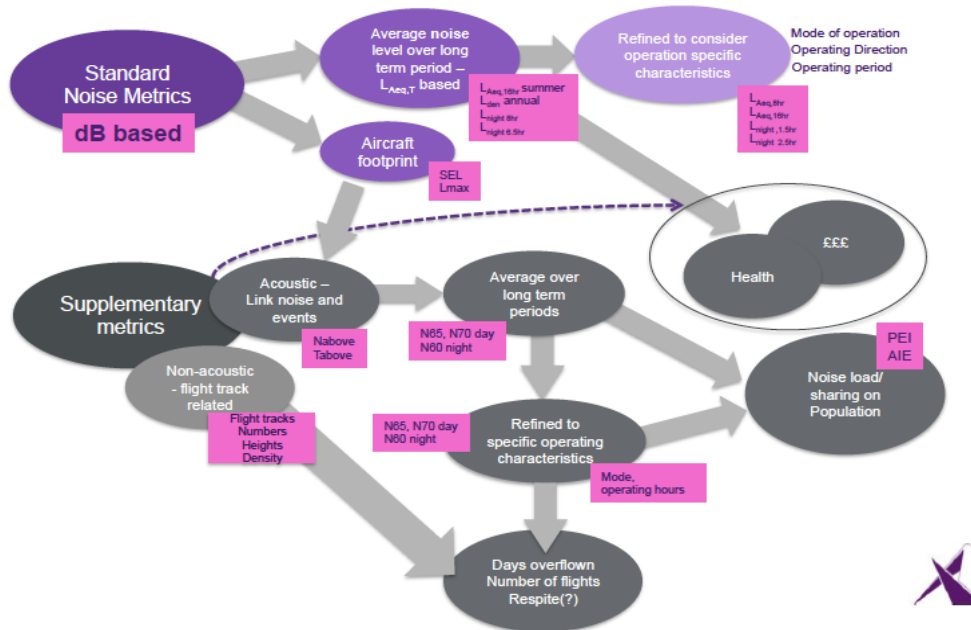 Standard
Noise Metrics
dB based
Average noise
level over long
term period –
LAeq,T based
LAeq,16hr summer
Lden annual
Lnight 8hr
Lnight 6.5hr
Refined to consider
operation specific
characteristics
Mode of operation
Operating Direction
Operating period
LAeq,8hr
LAeq,16hr
Lnight ,1.5hr
Lnight 2.5hr
Aircraft
footprint
SEL
Lmax
£££
Health
Supplementary
metrics
Acoustic –
Link noise and
events
Nabove
Tabove
Average over
long term
periods
N65, N70 day
N60 night
PEI
AIE
Noise load/
sharing on
Population
Non-acoustic
- flight track
related
Flight tracks
Numbers
Heights
Density
N65, N70 day
N60 night
Refined to
specific operating
characteristics
Mode,
operating hours
Days overflown
Number of flights
Respite(?)